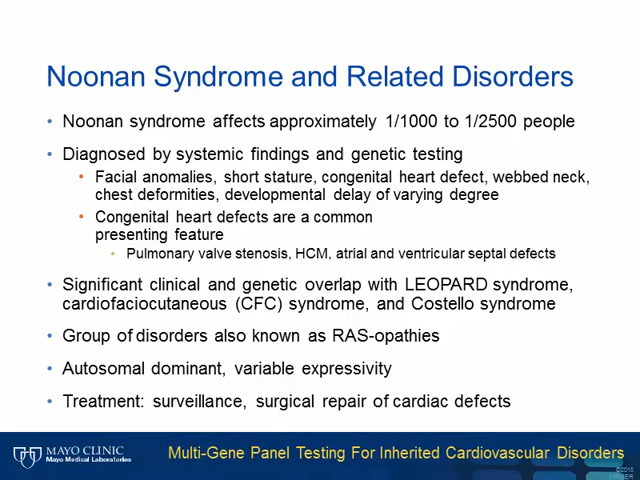 Noonan Syndrome and Related Disorders
• Noonan syndrome affects approximately 1/1000 to 1/2500 people
• Diagnosed by systemic findings and genetic testing
• Facial anomalies, short stature, congenital heart defect, webbed neck,
chest deformities, developmental delay of varying degree
• Congenital heart defects are a common
presenting feature
• Pulmonary valve stenosis, HCM, atrial and ventricular septal defects
• Significant clinical and genetic overlap with LEOPARD syndrome,
cardiofaciocutaneous (CFC) syndrome, and Costello syndrome
• Group of disorders also known as RAS-opathies
• Autosomal dominant, variable expressivity
• Treatment: surveillance, surgical repair of cardiac defects
MAYO CLINIC
Mayo Medical Laboratories
Multi-Gene Panel Testing For Inherited Cardiovascular Disorders